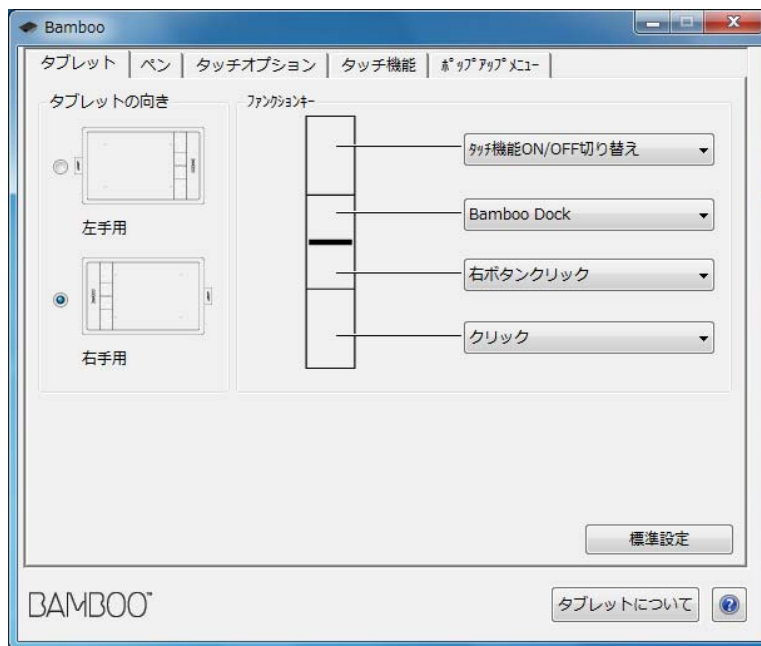 Bamboo
タブレット
ペン
タッチオプション
タッチ機能
ﾎﾟｯﾌﾟｱｯﾌﾟﾒﾆｭｰ
タブレットの向き
左手用
右手用
ﾌｧﾝｸｼｮﾝｷｰ
ﾀｯﾁ機能ON/OFF切り替え
Bamboo Dock
右ボタンクリック
クリック
標準設定
BAMBOO™
タブレットについて